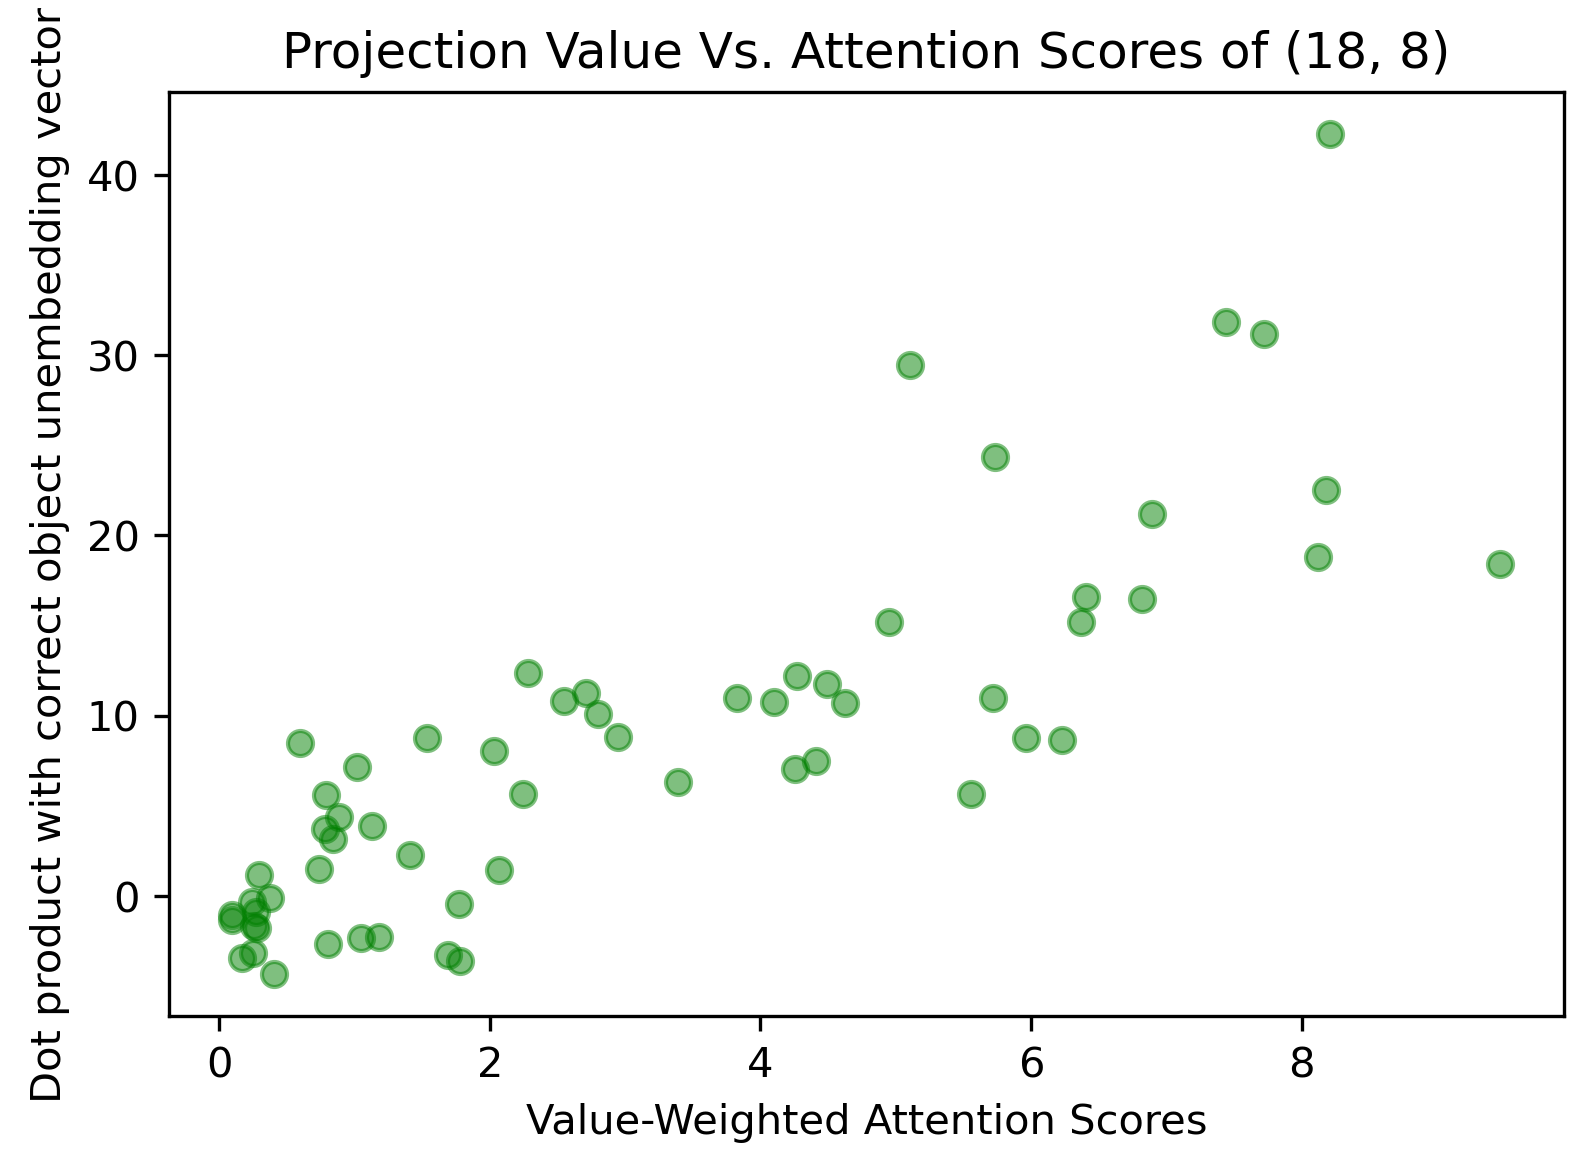 Projection Value Vs. Attention Scores of (18, 8)
Dot product with correct object unembedding vector
40
30
20
10
0
0 2 4 6 8
Value-Weighted Attention Scores